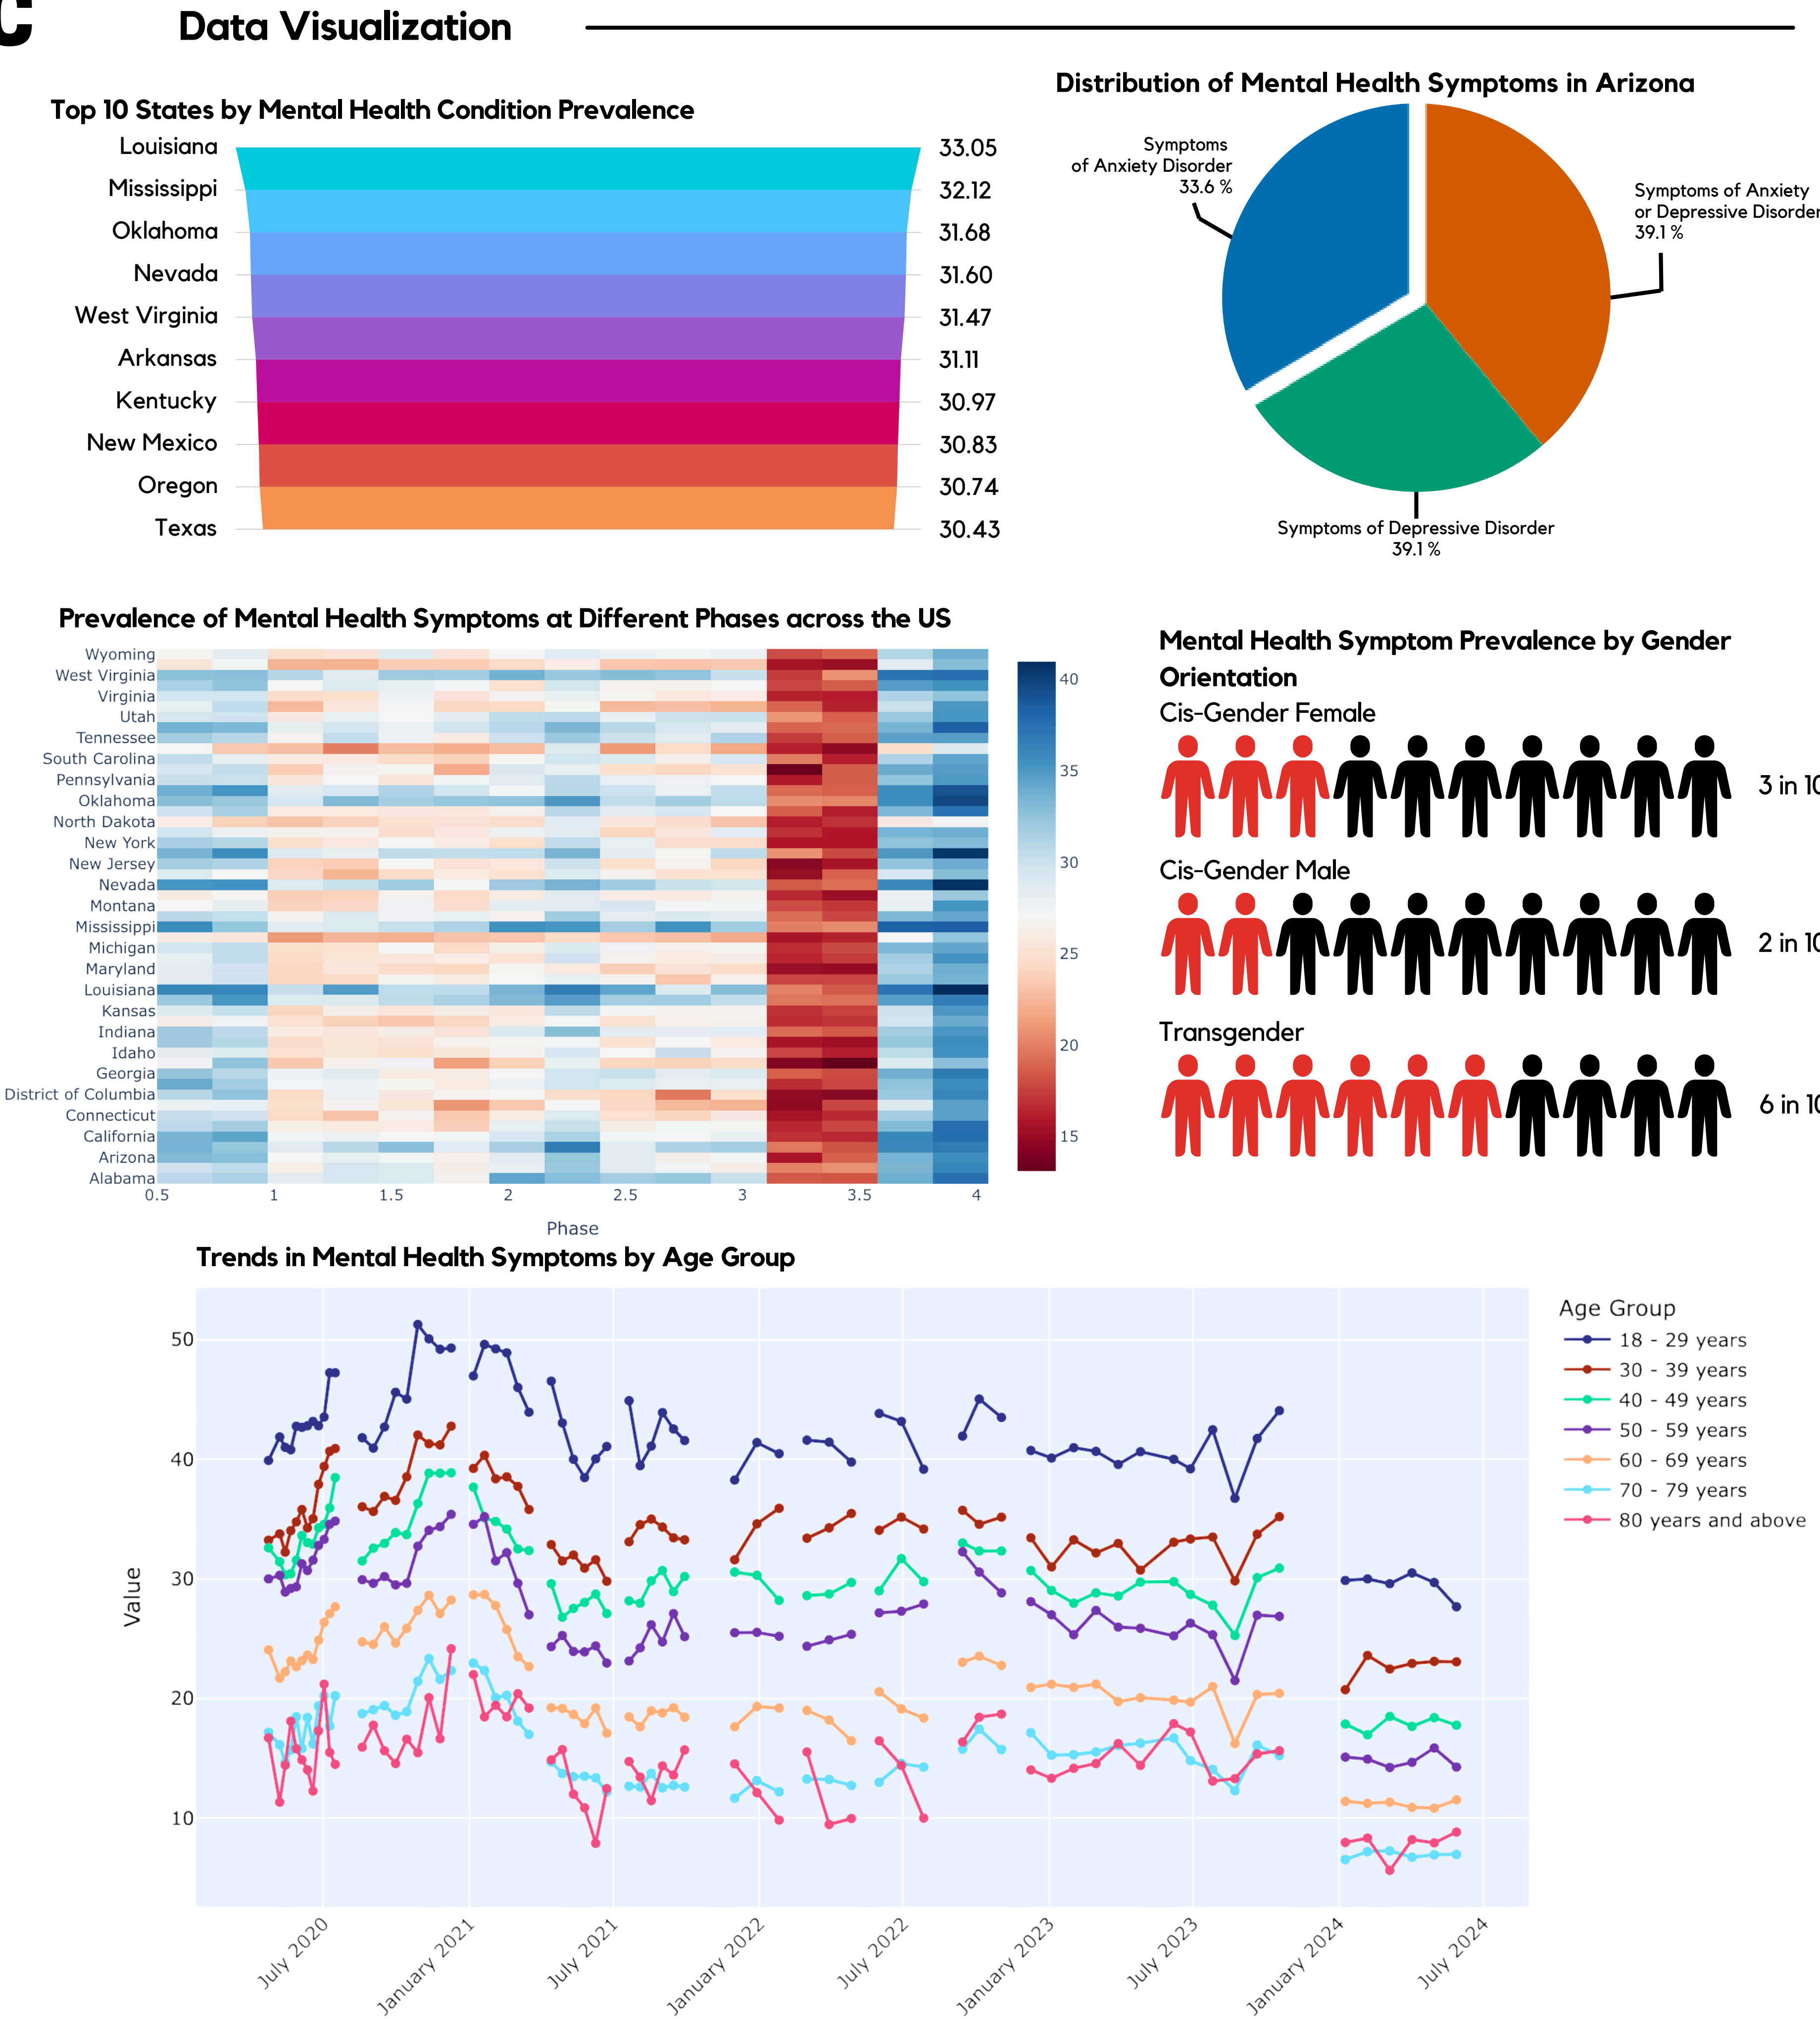 C
Data Visualization
Top 10 States by Mental Health Condition Prevalence
Louisiana 33.05
Mississippi 32.12
Oklahoma 31.68
Nevada 31.60
West Virginia 31.47
Arkansas 31.11
Kentucky 30.97
New Mexico 30.83
Oregon 30.74
Texas 30.43
Distribution of Mental Health Symptoms in Arizona
Symptoms
of Anxiety Disorder
33.6 %
Symptoms of Anxiety
or Depressive Disorder
39.1 %
Symptoms of Depressive Disorder
39.1 %
Prevalence of Mental Health Symptoms at Different Phases across the US
Wyoming
West Virginia
Virginia
Utah
Tennessee
South Carolina
Pennsylvania
Oklahoma
North Dakota
New York
New Jersey
Nevada
Montana
Mississippi
Michigan
Maryland
Louisiana
Kansas
Indiana
Idaho
Georgia
District of Columbia
Connecticut
California
Arizona
Alabama
0.5 1 1.5 2 2.5 3 3.5 4
Phase
40
35
30
25
20
15
Mental Health Symptom Prevalence by Gender
Orientation
Cis-Gender Female
3 in 10
Cis-Gender Male
2 in 10
Transgender
6 in 10
Trends in Mental Health Symptoms by Age Group
Value
50
40
30
20
10
July 2020
January 2021
July 2021
January 2022
July 2022
January 2023
July 2023
January 2024
July 2024
Age Group
18 - 29 years
30 - 39 years
40 - 49 years
50 - 59 years
60 - 69 years
70 - 79 years
80 years and above